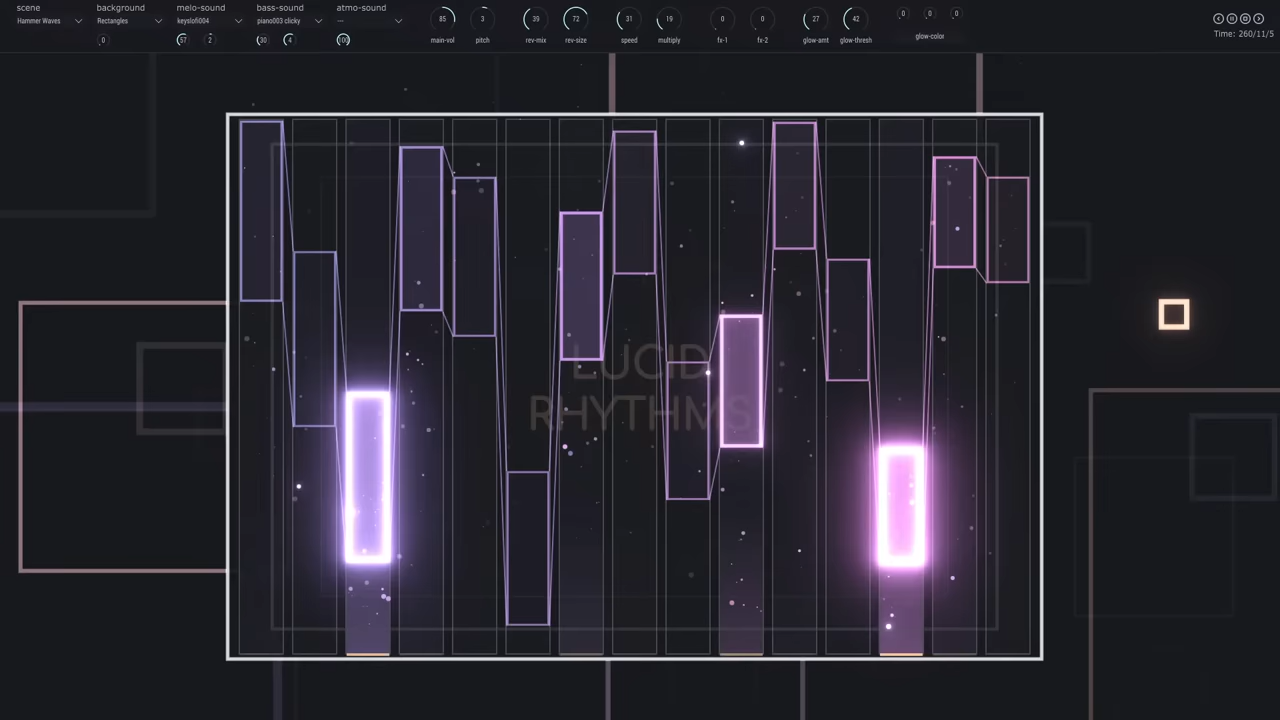 scene
Hammer Waves
0
background
Rectangles
melo-sound
keyslofi004
57
2
bass-sound
piano003 clicky
30
4
atmo-sound
---
100
85
main-vol
3
pitch
39
rev-mix
72
rev-size
31
speed
19
multiply
0
fx-1
0
fx-2
27
glow-amt
42
glow-thresh
0
0
0
glow-color
Time: 260/11/5
LUCID
RHYTHMS